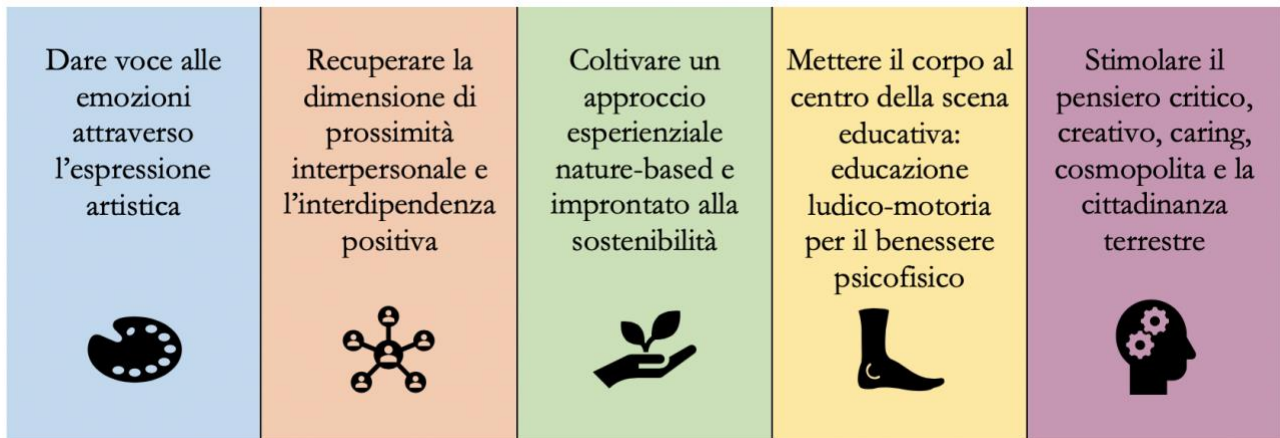 Dare voce alle
emozioni
attraverso
l’espressione
artistica
Recuperare la
dimensione di
prossimità
interpersonale e
l’interdipendenza
positiva
Coltivare un
approccio
esperienziale
nature-based e
improntato alla
sostenibilità
Mettere il corpo al
centro della scena
educativa:
educazione
ludico-motoria
per il benessere
psicofisico
Stimolare il
pensiero critico,
creativo, caring,
cosmopolita e la
cittadinanza
terrestre